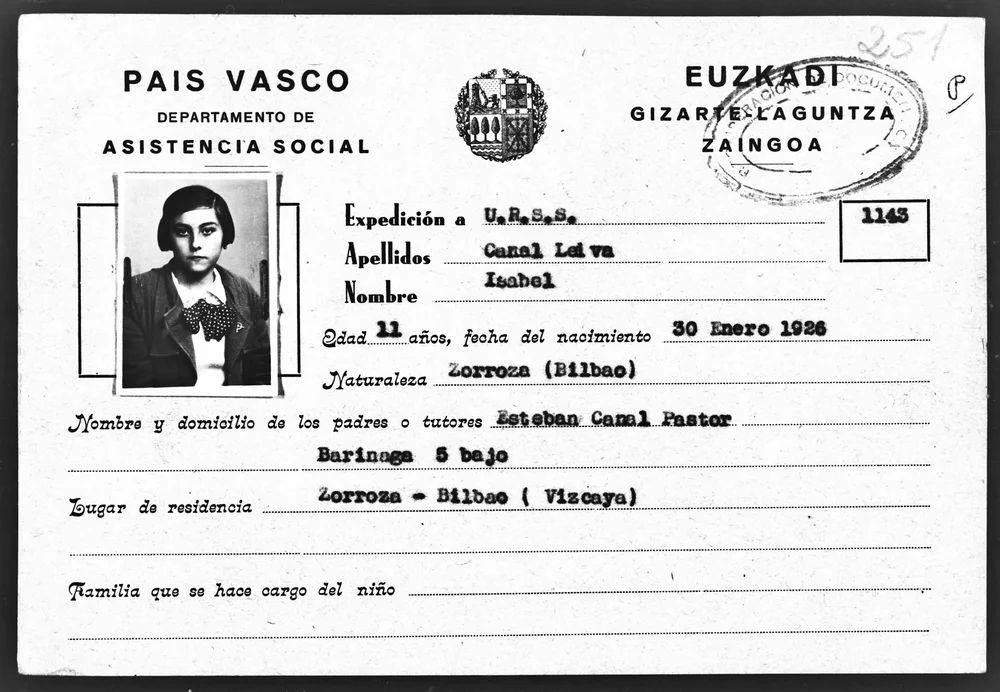 251
PAIS VASCO
DEPARTAMENTO DE
ASISTENCIA SOCIAL
EUZKADI
GIZARTE-LAGUNTZA
ZAINGOA
P
Expedición a U.R.S.S.
1143
Apellidos Canal Leiva
Nombre Isabel
Edad 11 años, fecha del nacimiento 30 Enero 1926
Naturaleza Zorroza (Bilbao)
Nombre y domicilio de los padres o tutores Esteban Canal Pastor
Barinaga 5 bajo
Lugar de residencia Zorroza - Bilbao ( Vizcaya)
Familia que se hace cargo del niño